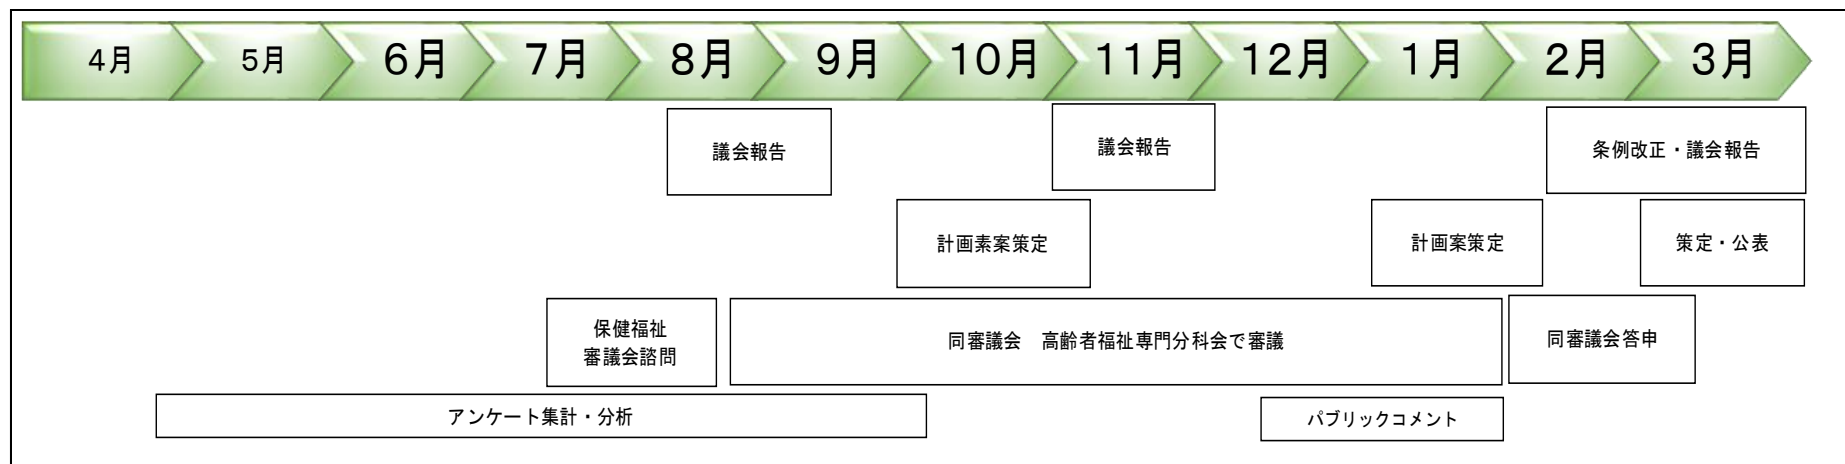 4月
5月
6月
7月
8月
9月
10月
11月
12月
1月
2月
3月
議会報告
議会報告
条例改正・議会報告
計画素案策定
計画案策定
策定・公表
保健福祉
審議会諮問
同審議会　高齢者福祉専門分科会で審議
同審議会答申
アンケート集計・分析
パブリックコメント